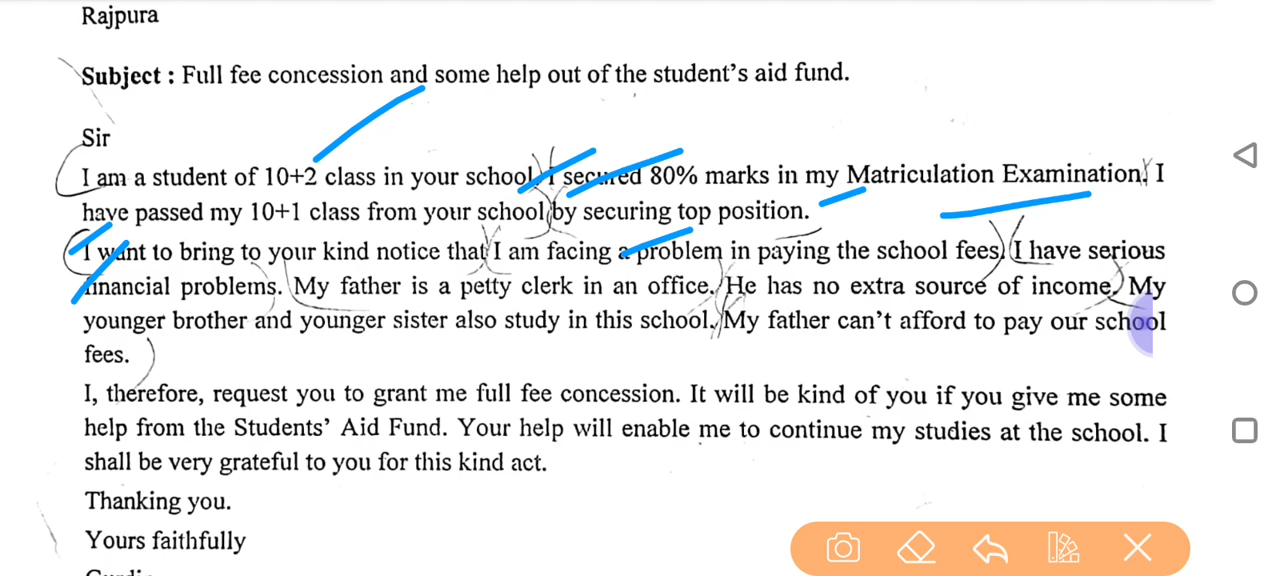 Rajpura
Subject : Full fee concession and some help out of the student's aid fund.
Sir
I am a student of 10+2 class in your school. I secured 80% marks in my Matriculation Examination. I
have passed my 10+1 class from your school by securing top position.
I want to bring to your kind notice that I am facing a problem in paying the school fees. I have serious
financial problems. My father is a petty clerk in an office. He has no extra source of income. My
younger brother and younger sister also study in this school. My father can't afford to pay our school
fees.
I, therefore, request you to grant me full fee concession. It will be kind of you if you give me some
help from the Students' Aid Fund. Your help will enable me to continue my studies at the school. I
shall be very grateful to you for this kind act.
Thanking you.
Yours faithfully